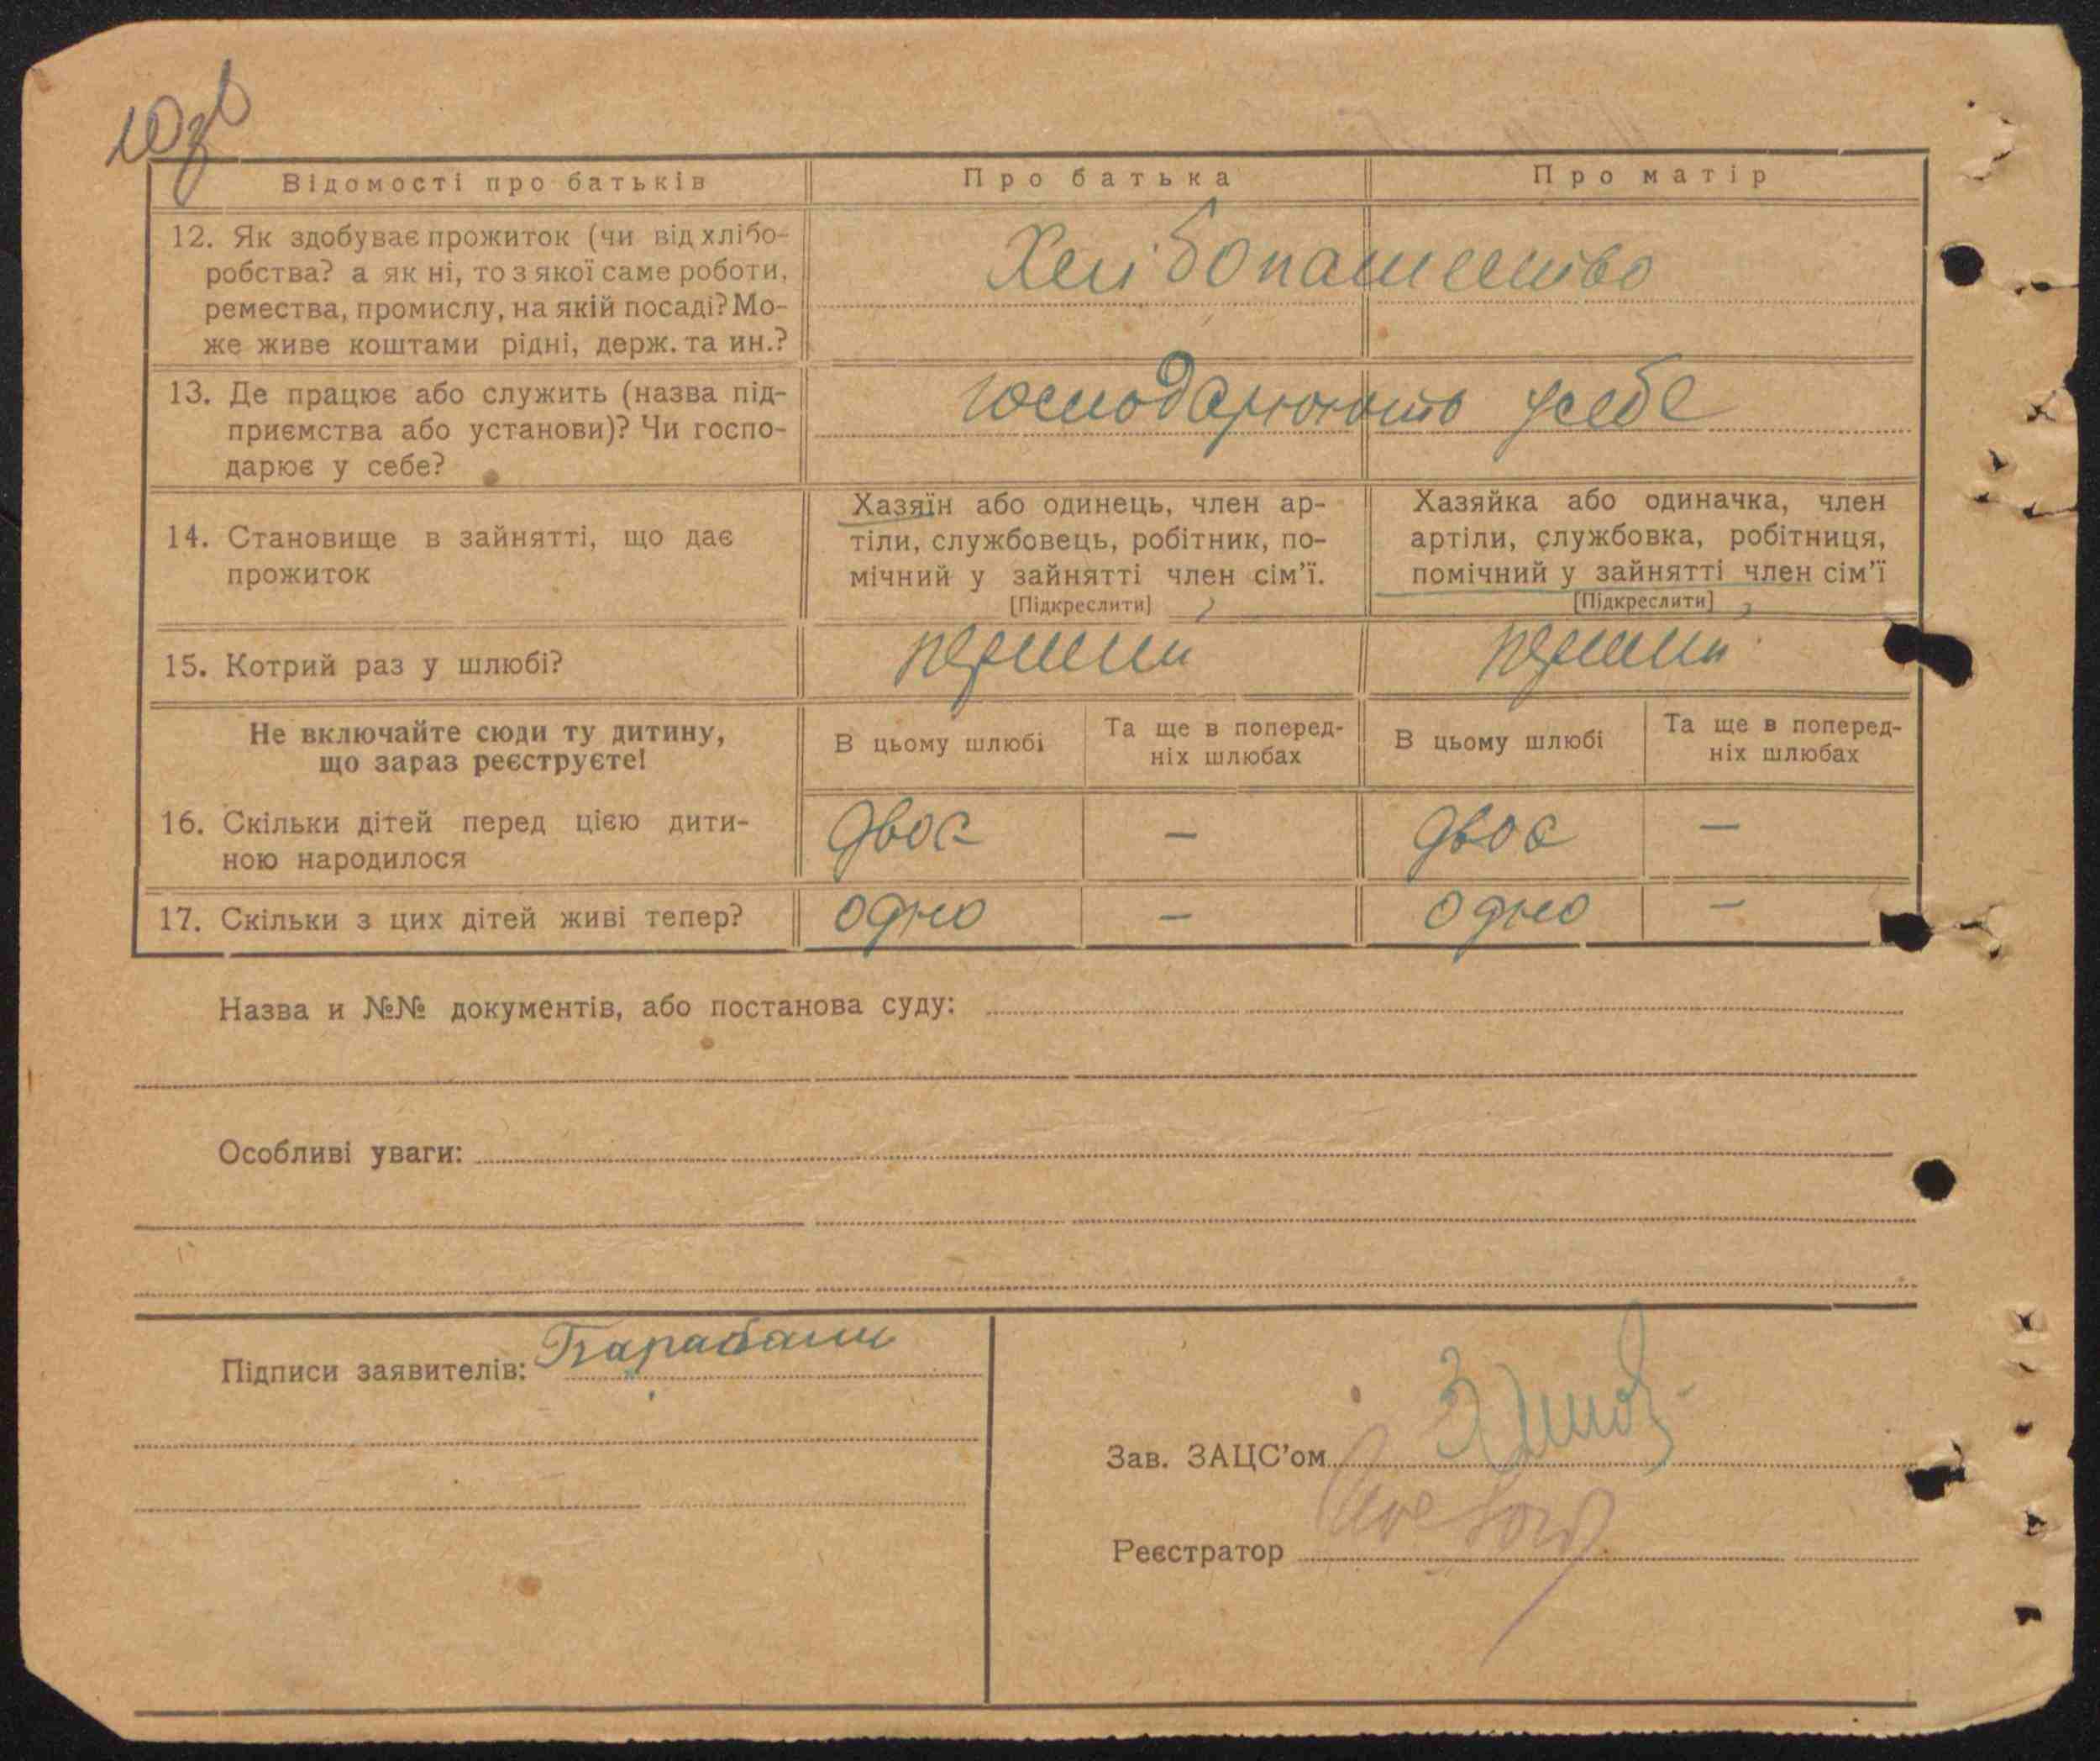 10зв
Відомості про батьків
Про батька
Про матір
12. Як здобуває прожиток (чи від хлібо-
робства? а як ні, то з якої саме роботи,
ремества, промислу, на якій посаді? Мо-
же живе коштами рідні, держ. та ин.?
Хлібопашество
13. Де працює або служить (назва під-
приємства або установи)? Чи госпо-
дарює у себе?
господарюють у себе
14. Становище в зайнятті, що дає
прожиток
Хазяїн або одинець, член ар-
тіли, службовець, робітник, по-
мічний у зайнятті член сім'ї.
[Підкреслити]
Хазяйка або одиначка, член
артіли, службовка, робітниця,
помічний у зайнятті член сім'ї
[Підкреслити]
15. Котрий раз у шлюбі?
перший
перший
Не включайте сюди ту дитину,
що зараз реєструєте!
В цьому шлюбі
Та ще в поперед-
ніх шлюбах
В цьому шлюбі
Та ще в поперед-
ніх шлюбах
16. Скільки дітей перед цією дити-
ною народилося
двоє
—
двоє
—
17. Скільки з цих дітей живі тепер?
одно
—
одно
—
Назва и №№ документів, або постанова суду:
Особливі уваги:
Підписи заявителів:
Зав. ЗАЦС'ом
Реєстратор